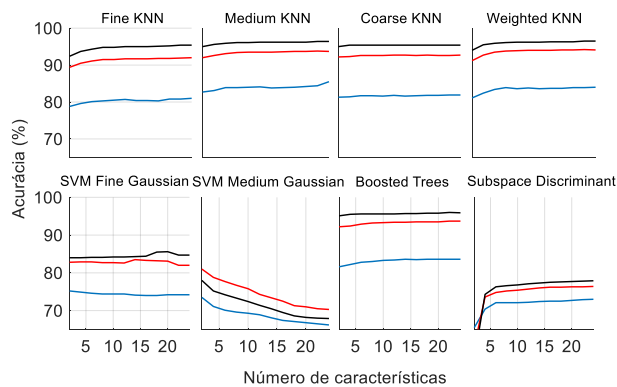 Fine KNN Medium KNN Coarse KNN Weighted KNN
100
90
80
70
Acurácia (%)
SVM Fine Gaussian SVM Medium Gaussian Boosted Trees Subspace Discriminant
100
90
80
70
5 10 15 20 5 10 15 20 5 10 15 20 5 10 15 20
Número de características